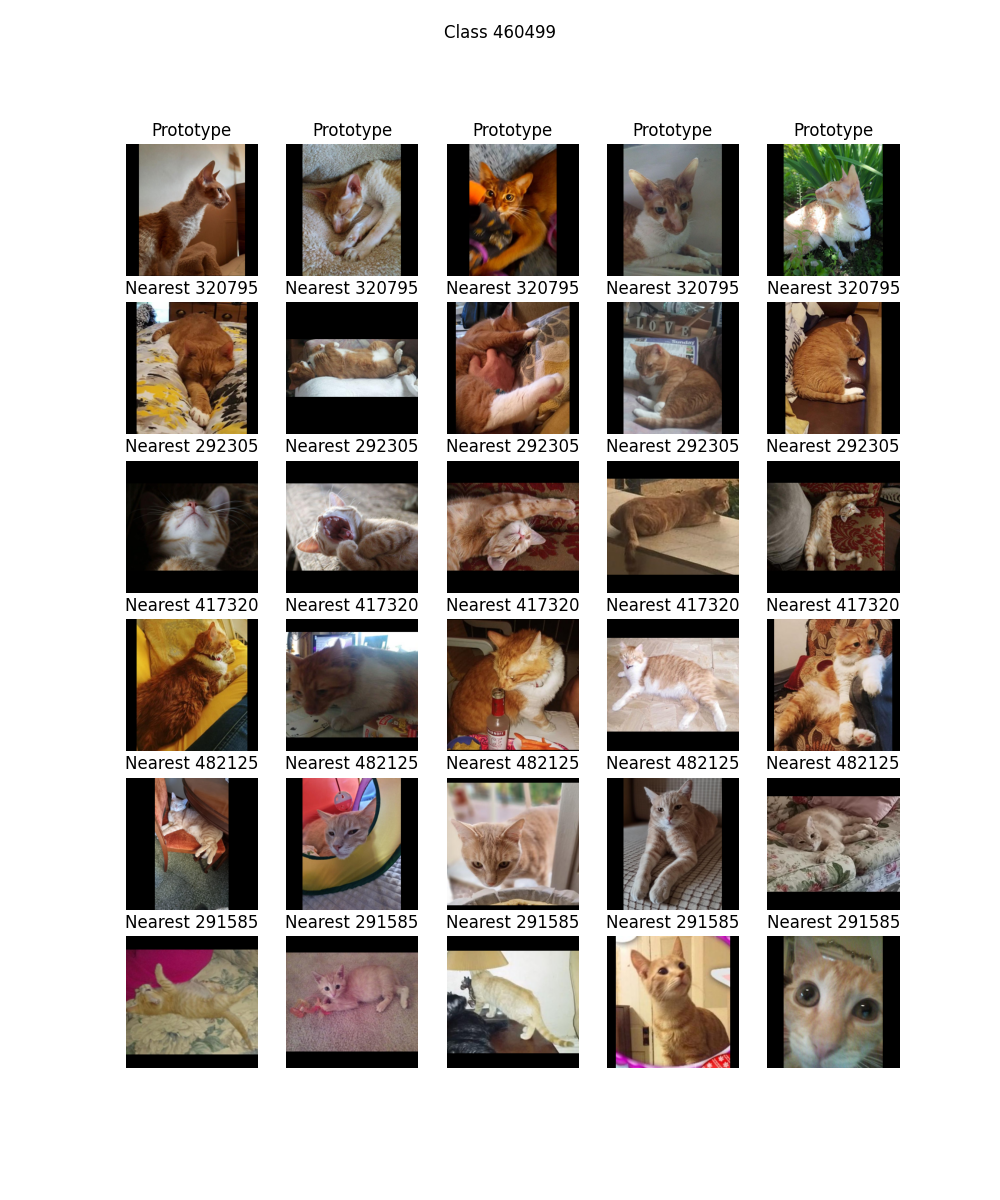 Class 460499
Prototype Prototype Prototype Prototype Prototype
Nearest 320795 Nearest 320795 Nearest 320795 Nearest 320795 Nearest 320795
LOVE
Nearest 292305 Nearest 292305 Nearest 292305 Nearest 292305 Nearest 292305
Nearest 417320 Nearest 417320 Nearest 417320 Nearest 417320 Nearest 417320
Nearest 482125 Nearest 482125 Nearest 482125 Nearest 482125 Nearest 482125
Nearest 291585 Nearest 291585 Nearest 291585 Nearest 291585 Nearest 291585